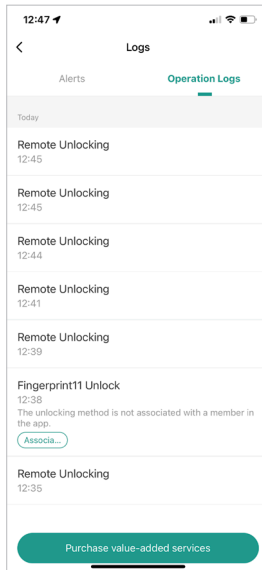 12:47
Logs
Alerts
Operation Logs
Today
Remote Unlocking
12:45
Remote Unlocking
12:45
Remote Unlocking
12:44
Remote Unlocking
12:41
Remote Unlocking
12:39
Fingerprint11 Unlock
12:38
The unlocking method is not associated with a member in
the app.
Associa...
Remote Unlocking
12:35
Purchase value-added services